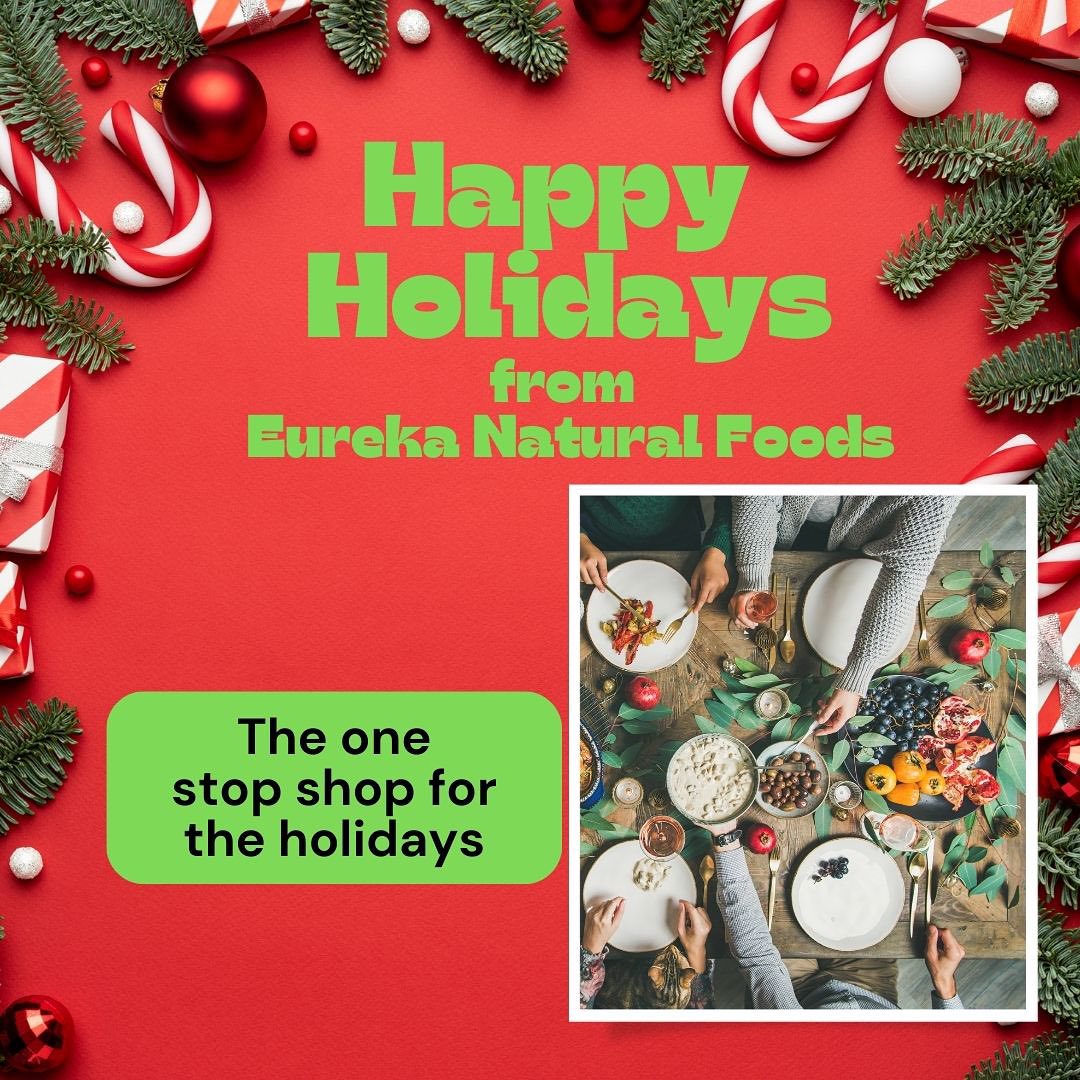 Happy
Holidays
from
Eureka Natural Foods
The one
stop shop for
the holidays